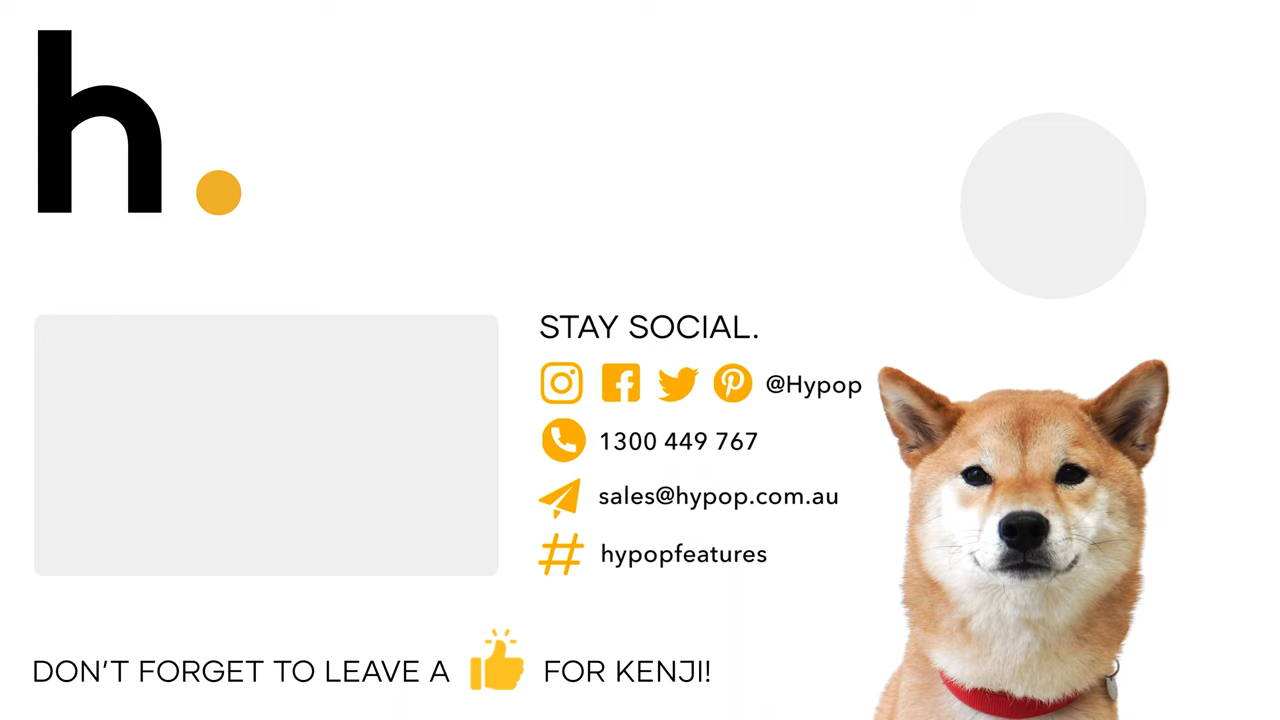 h.
STAY SOCIAL.
@Hypop
1300 449 767
sales@hypop.com.au
# hypopfeatures
DON'T FORGET TO LEAVE A FOR KENJI!